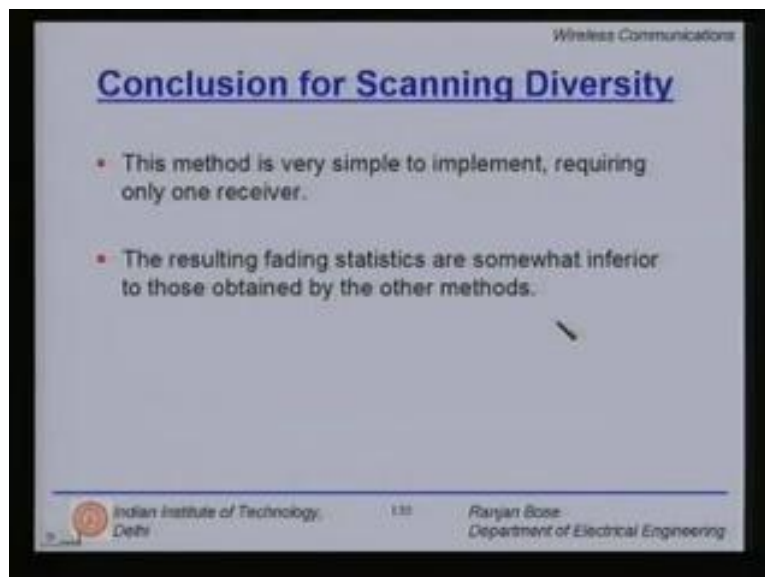 Wireless Communications
Conclusion for Scanning Diversity
This method is very simple to implement, requiring
only one receiver.
The resulting fading statistics are somewhat inferior
to those obtained by the other methods.
Indian Institute of Technology,
Delhi
Ranjan Bose
Department of Electrical Engineering